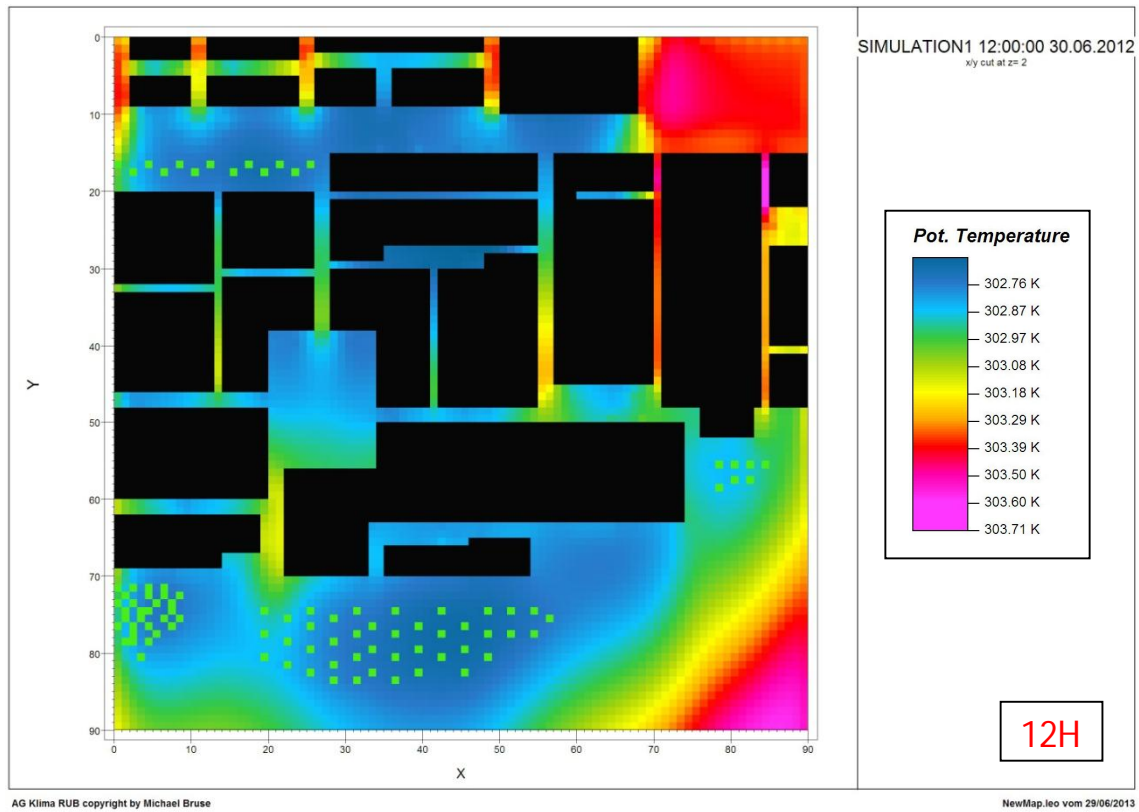 SIMULATION1 12:00:00 30.06.2012
x/y cut at z= 2
0
10
20
30
40
50
60
70
80
90
Y
0 10 20 30 40 50 60 70 80 90
X
Pot. Temperature
302.76 K
302.87 K
302.97 K
303.08 K
303.18 K
303.29 K
303.39 K
303.50 K
303.60 K
303.71 K
12H
AG Klima RUB copyright by Michael Bruse
NewMap.leo vom 29/06/2013